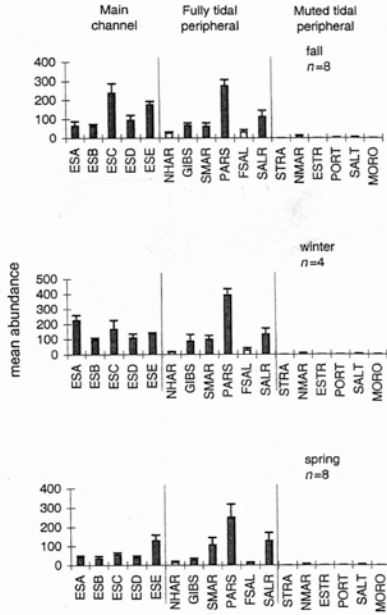 Main channel
Fully tidal peripheral
Muted tidal peripheral
fall
n=8
400
300
200
100
0
ESA ESB ESC ESD ESE NHAR GIBS SMAR PARS FSAL SALR STRA NMAR ESTR PORT SALT MORO
mean abundance
winter
n=4
500
400
300
200
100
0
ESA ESB ESC ESD ESE NHAR GIBS SMAR PARS FSAL SALR STRA NMAR ESTR PORT SALT MORO
spring
n=8
400
300
200
100
0
ESA ESB ESC ESD ESE NHAR GIBS SMAR PARS FSAL SALR STRA NMAR ESTR PORT SALT MORO